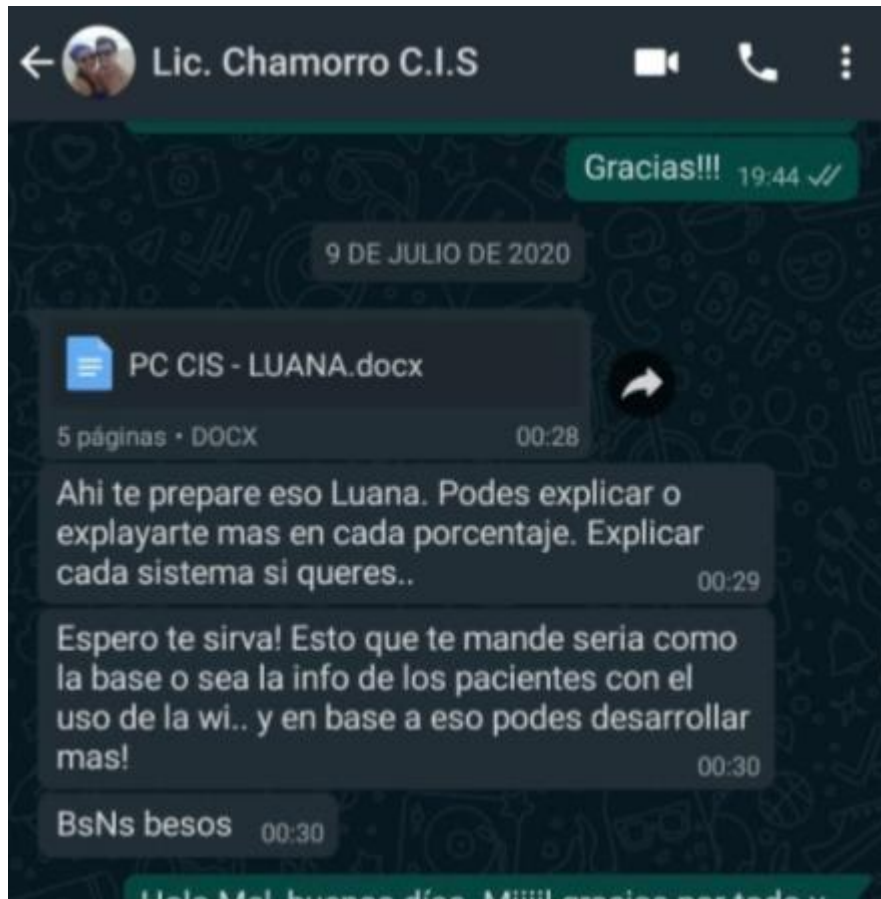 Lic. Chamorro C.I.S
Gracias!!! 19:44
9 DE JULIO DE 2020
PC CIS - LUANA.docx
5 páginas • DOCX 00:28
Ahi te prepare eso Luana. Podes explicar o
explayarte mas en cada porcentaje. Explicar
cada sistema si queres.. 00:29
Espero te sirva! Esto que te mande seria como
la base o sea la info de los pacientes con el
uso de la wi.. y en base a eso podes desarrollar
mas! 00:30
BsNs besos 00:30